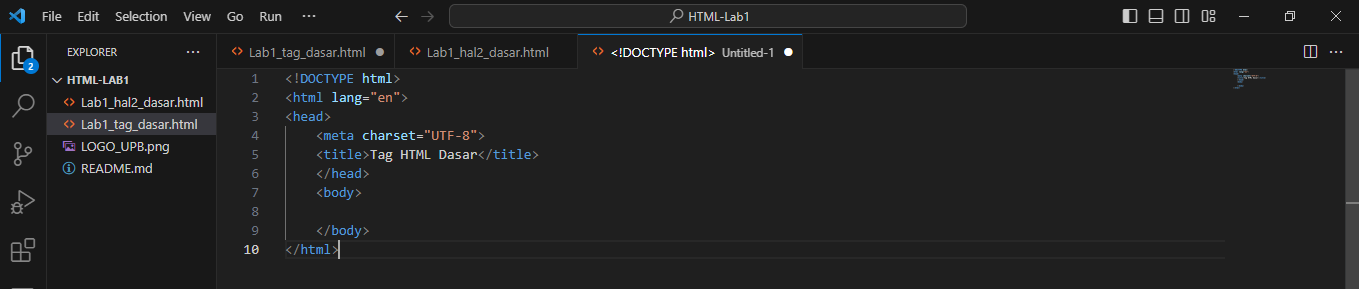 File Edit Selection View Go Run ··· HTML-Lab1
EXPLORER ···
HTML-LAB1
Lab1_hal2_dasar.html
Lab1_tag_dasar.html
LOGO_UPB.png
README.md
2
Lab1_tag_dasar.html Lab1_hal2_dasar.html <!DOCTYPE html> Untitled-1
1 <!DOCTYPE html>
2 <html lang="en">
3 <head>
4 <meta charset="UTF-8">
5 <title>Tag HTML Dasar</title>
6 </head>
7 <body>
8
9 </body>
10 </html>